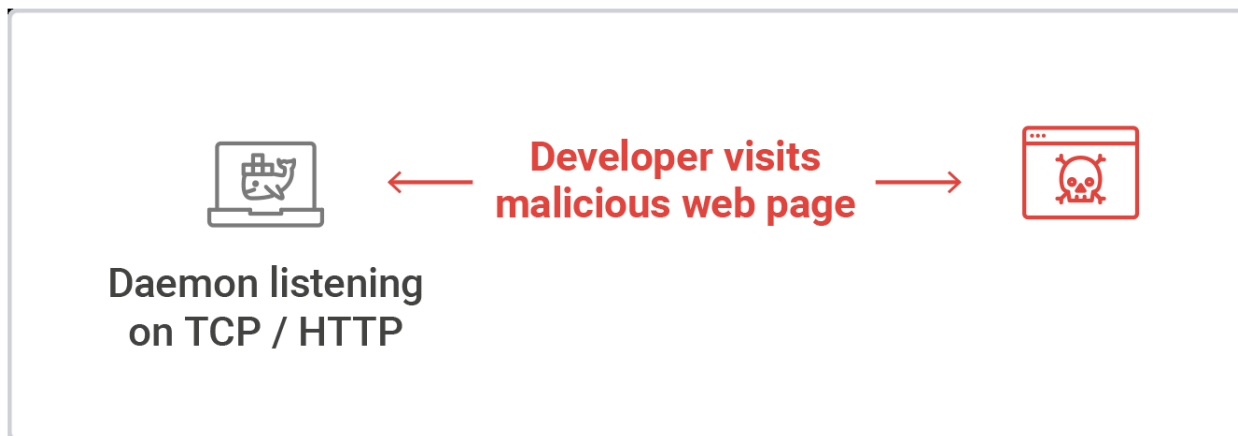 Developer visits
malicious web page
Daemon listening
on TCP / HTTP